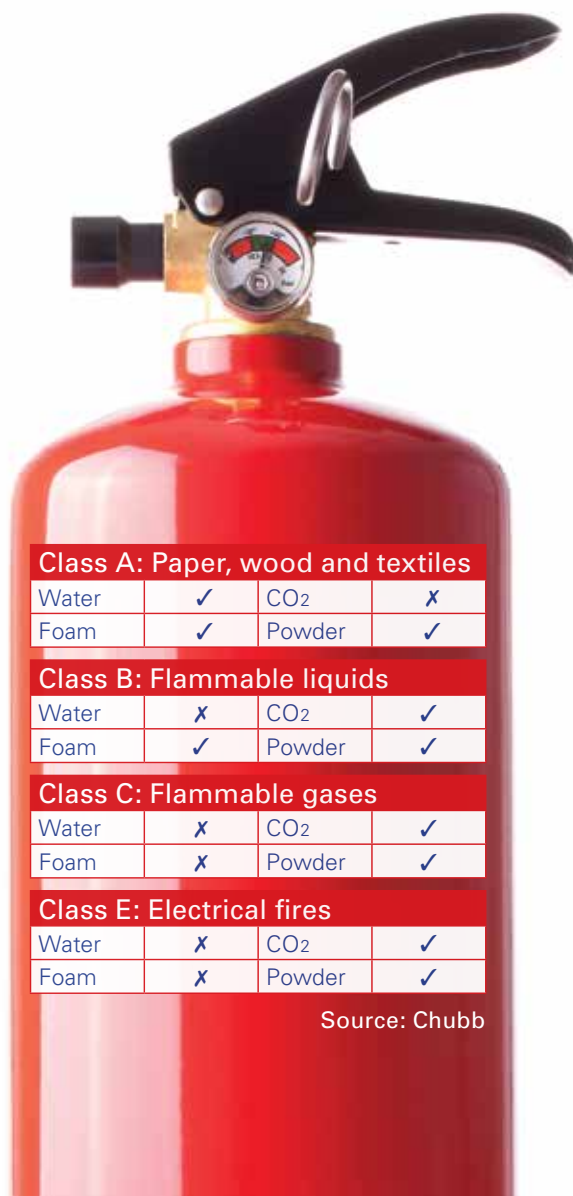 Class A: Paper, wood and textiles
Water ✓ CO2 ✗
Foam ✓ Powder ✓
Class B: Flammable liquids
Water ✗ CO2 ✓
Foam ✓ Powder ✓
Class C: Flammable gases
Water ✗ CO2 ✓
Foam ✗ Powder ✓
Class E: Electrical fires
Water ✗ CO2 ✓
Foam ✗ Powder ✓
Source: Chubb